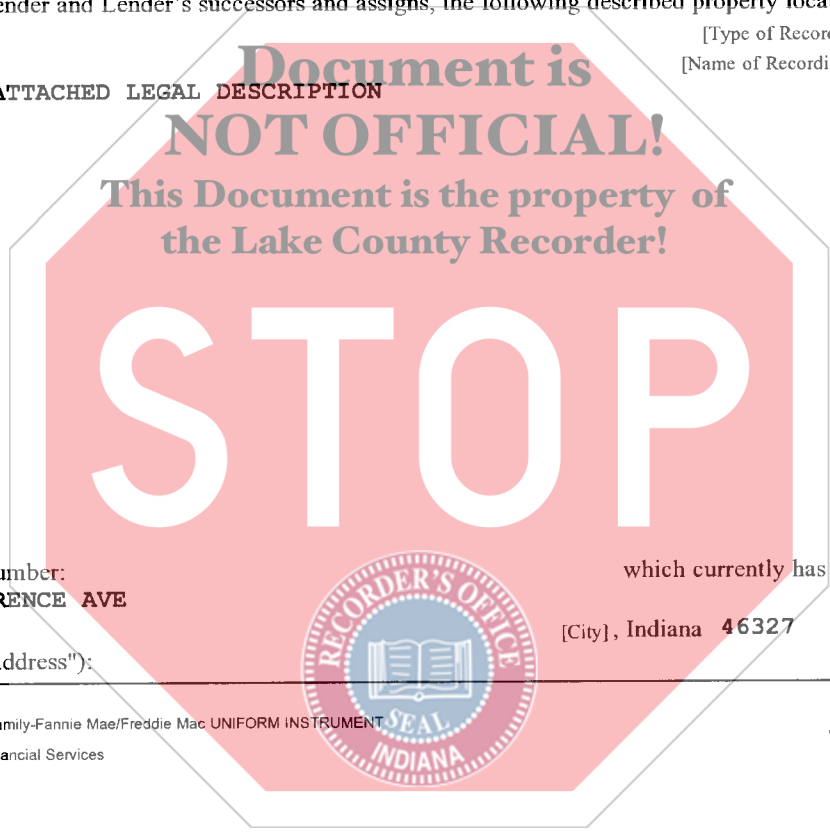 ender and Lender's successors and assigns, the following described property loca
[Type of Record
[Name of Recordi
ATTACHED LEGAL DESCRIPTION
Document is
NOT OFFICIAL!
This Document is the property of
the Lake County Recorder!
STOP
umber:
which currently has
RENCE AVE
[City], Indiana 46327
ddress"):
RECORDER'S OFFICE
SEAL
INDIANA
amily-Fannie Mae/Freddie Mac UNIFORM INSTRUMENT
ancial Services